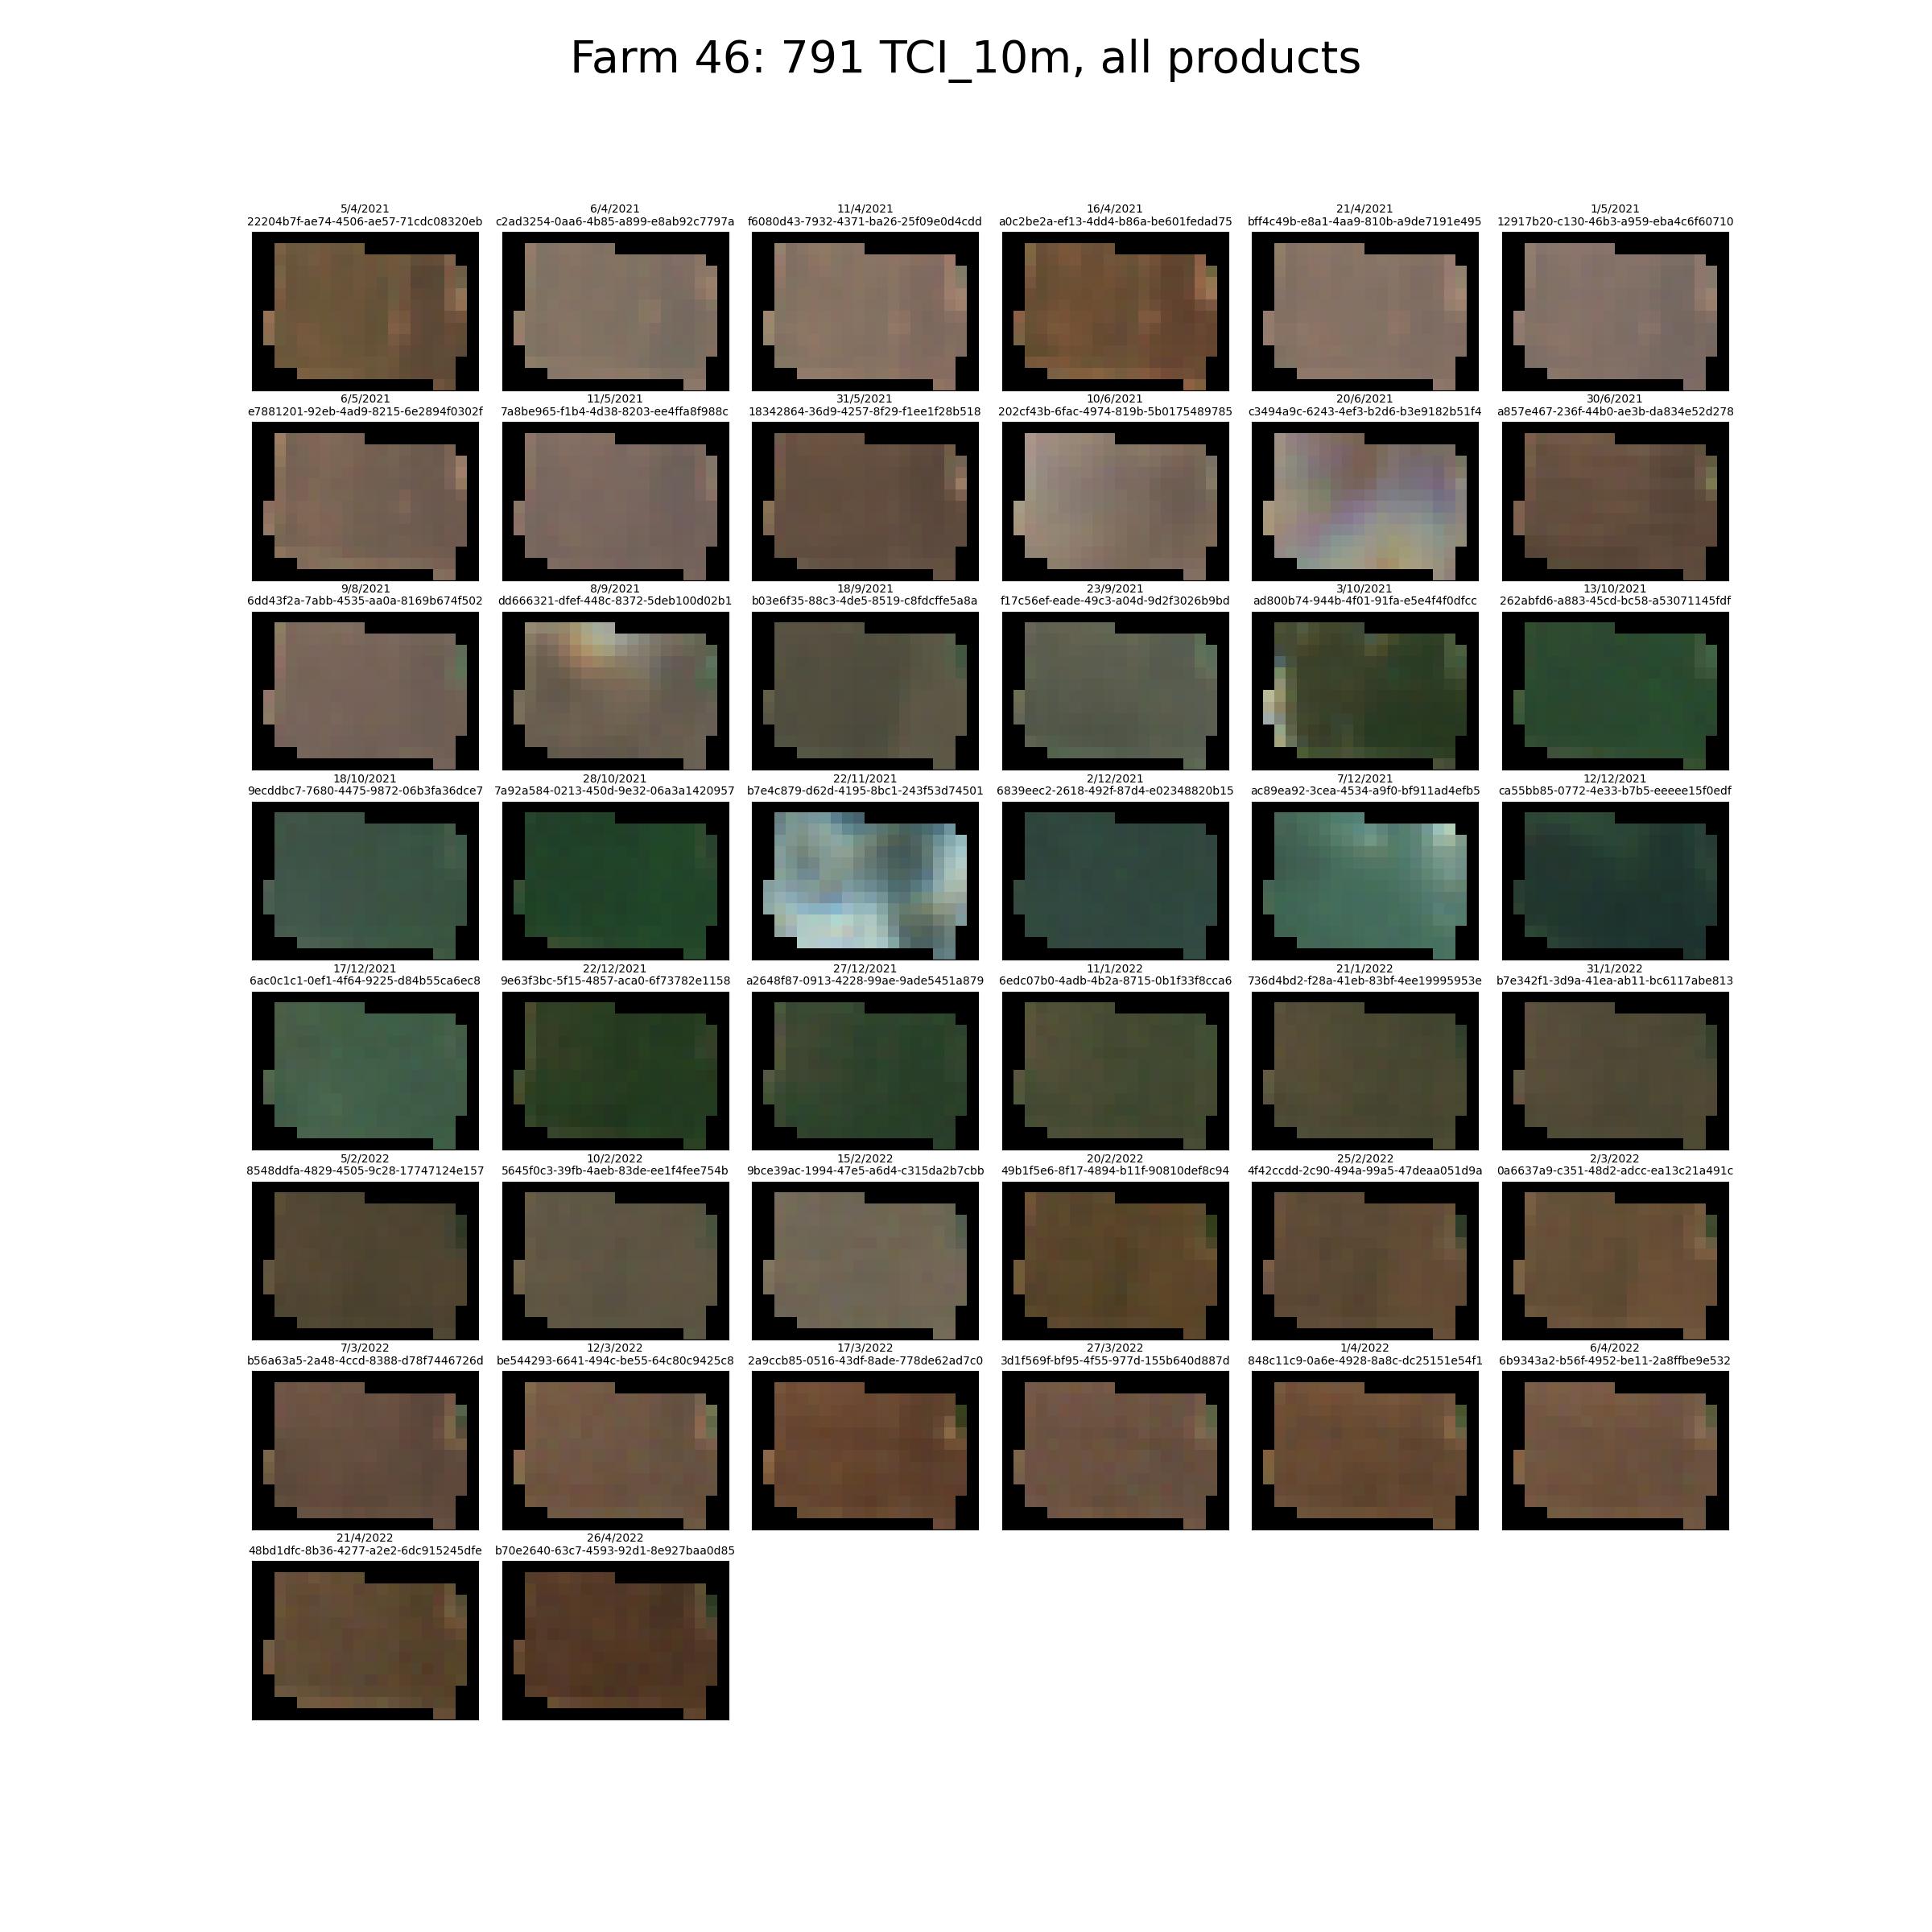 Farm 46: 791 TCI_10m, all products
5/4/2021 6/4/2021 11/4/2021 16/4/2021 21/4/2021 1/5/2021
22204b7f-ae74-4506-ae57-71cdc08320eb c2ad3254-0aa6-4b85-a899-e8ab92c7797a f6080d43-7932-4371-ba26-25f09e0d4cdd a0c2be2a-ef13-4dd4-b86a-be601fedad75 bff4c49b-e8a1-4aa9-810b-a9de7191e495 12917b20-c130-46b3-a959-eba4c6f60710
6/5/2021 11/5/2021 31/5/2021 10/6/2021 20/6/2021 30/6/2021
e7881201-92eb-4ad9-8215-6e2894f0302f 7a8be965-f1b4-4d38-8203-ee4ffa8f988c 18342864-36d9-4257-8f29-f1ee1f28b518 202cf43b-6fac-4974-819b-5b0175489785 c3494a9c-6243-4ef3-b2d6-b3e9182b51f4 a857e467-236f-44b0-ae3b-da834e52d278
9/8/2021 8/9/2021 18/9/2021 23/9/2021 3/10/2021 13/10/2021
6dd43f2a-7abb-4535-aa0a-8169b674f502 dd666321-dfef-448c-8372-5deb100d02b1 b03e6f35-88c3-4de5-8519-c8fdcffe5a8a f17c56ef-eade-49c3-a04d-9d2f3026b9bd ad800b74-944b-4f01-91fa-e5e4f4f0dfcc 262abfd6-a883-45cd-bc58-a53071145fdf
18/10/2021 28/10/2021 22/11/2021 2/12/2021 7/12/2021 12/12/2021
9ecddbc7-7680-4475-9872-06b3fa36dce7 7a92a584-0213-450d-9e32-06a3a1420957 b7e4c879-d62d-4195-8bc1-243f53d74501 6839eec2-2618-492f-87d4-e02348820b15 ac89ea92-3cea-4534-a9f0-bf911ad4efb5 ca55bb85-0772-4e33-b7b5-eeeee15f0edf
17/12/2021 22/12/2021 27/12/2021 11/1/2022 21/1/2022 31/1/2022
6ac0c1c1-0ef1-4f64-9225-d84b55ca6ec8 9e63f3bc-5f15-4857-aca0-6f73782e1158 a2648f87-0913-4228-99ae-9ade5451a879 6edc07b0-4adb-4b2a-8715-0b1f33f8cca6 736d4bd2-f28a-41eb-83bf-4ee19995953e b7e342f1-3d9a-41ea-ab11-bc6117abe813
5/2/2022 10/2/2022 15/2/2022 20/2/2022 25/2/2022 2/3/2022
8548ddfa-4829-4505-9c28-17747124e157 5645f0c3-39fb-4aeb-83de-ee1f4fee754b 9bce39ac-1994-47e5-a6d4-c315da2b7cbb 49b1f5e6-8f17-4894-b11f-90810def8c94 4f42ccdd-2c90-494a-99a5-47deaa051d9a 0a6637a9-c351-48d2-adcc-ea13c21a491c
7/3/2022 12/3/2022 17/3/2022 27/3/2022 1/4/2022 6/4/2022
b56a63a5-2a48-4ccd-8388-d78f7446726d be544293-6641-494c-be55-64c80c9425c8 2a9ccb85-0516-43df-8ade-778de62ad7c0 3d1f569f-bf95-4f55-977d-155b640d887d 848c11c9-0a6e-4928-8a8c-dc25151e54f1 6b9343a2-b56f-4952-be11-2a8ffbe9e532
21/4/2022 26/4/2022
48bd1dfc-8b36-4277-a2e2-6dc915245dfe b70e2640-63c7-4593-92d1-8e927baa0d85